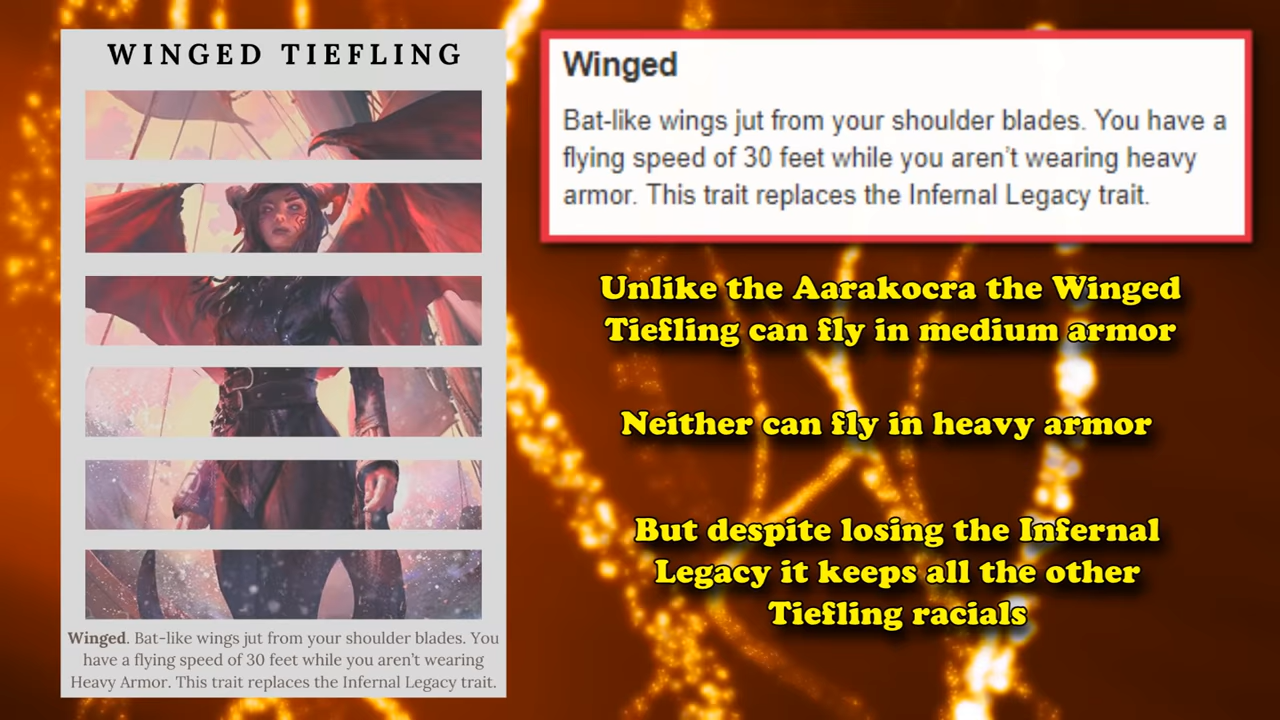 WINGED TIEFLING
Winged. Bat-like wings jut from your shoulder blades. You
have a flying speed of 30 feet while you aren't wearing
Heavy Armor. This trait replaces the Infernal Legacy trait.
Winged
Bat-like wings jut from your shoulder blades. You have a
flying speed of 30 feet while you aren't wearing heavy
armor. This trait replaces the Infernal Legacy trait.
Unlike the Aarakocra the Winged
Tiefling can fly in medium armor
Neither can fly in heavy armor
But despite losing the Infernal
Legacy it keeps all the other
Tiefling racials